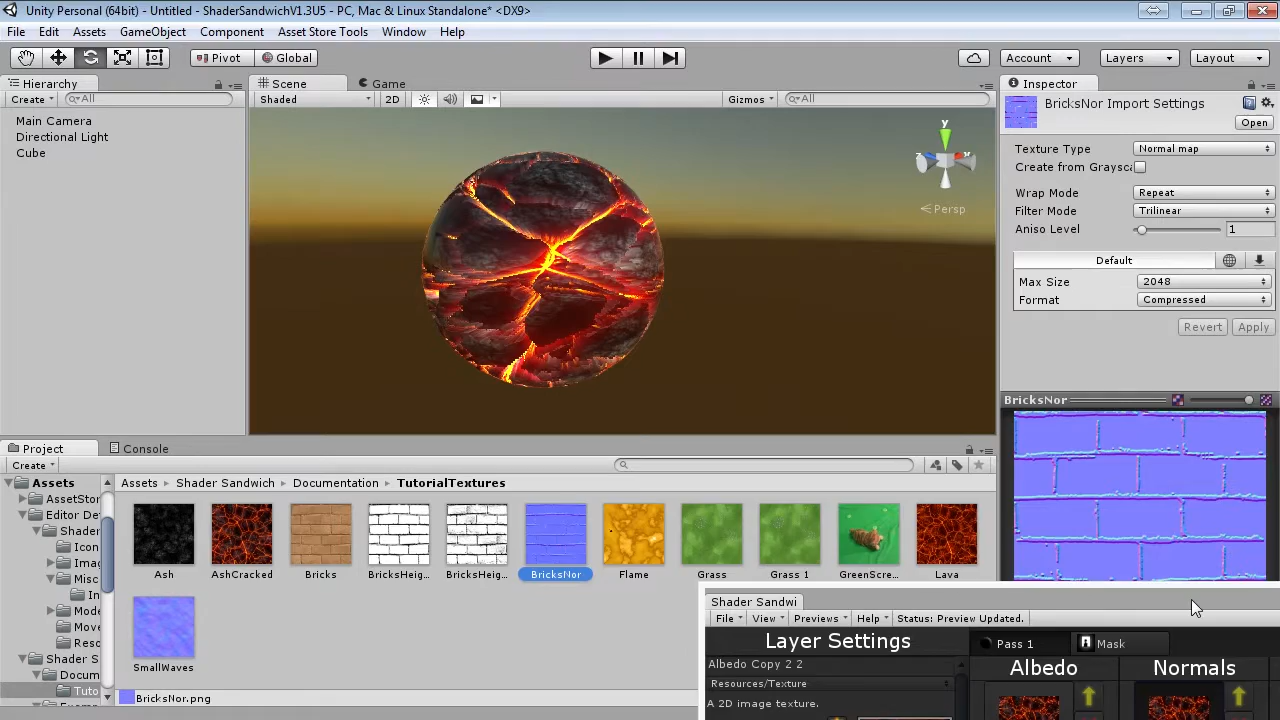 Unity Personal (64bit) - Untitled - ShaderSandwichV1.3U5 - PC, Mac & Linux Standalone* <DX9>
File Edit Assets GameObject Component Asset Store Tools Window Help
Pivot Global Account Layers Layout
Hierarchy
Create All
Main Camera
Directional Light
Cube
Scene Game
Shaded 2D Gizmos All
y
Persp
Inspector
BricksNor Import Settings
Open
Texture Type Normal map
Create from Graysca
Wrap Mode Repeat
Filter Mode Trilinear
Aniso Level 1
Default
Max Size 2048
Format Compressed
Revert Apply
BricksNor
Project Console
Create
Assets
AssetStor
Editor De
Shader
Icon
Imag
Misc
In
Mode
Move
Reso
Shader S
Docum
Tuto
Assets Shader Sandwich Documentation TutorialTextures
Ash AshCracked Bricks BricksHeig... BricksHeig... BricksNor Flame Grass Grass 1 GreenScre... Lava
SmallWaves
BricksNor.png
Shader Sandwi
File View Previews Help Status: Preview Updated.
Layer Settings Pass 1 Mask
Albedo Copy 2 2
Resources/Texture
A 2D image texture.
Albedo Normals